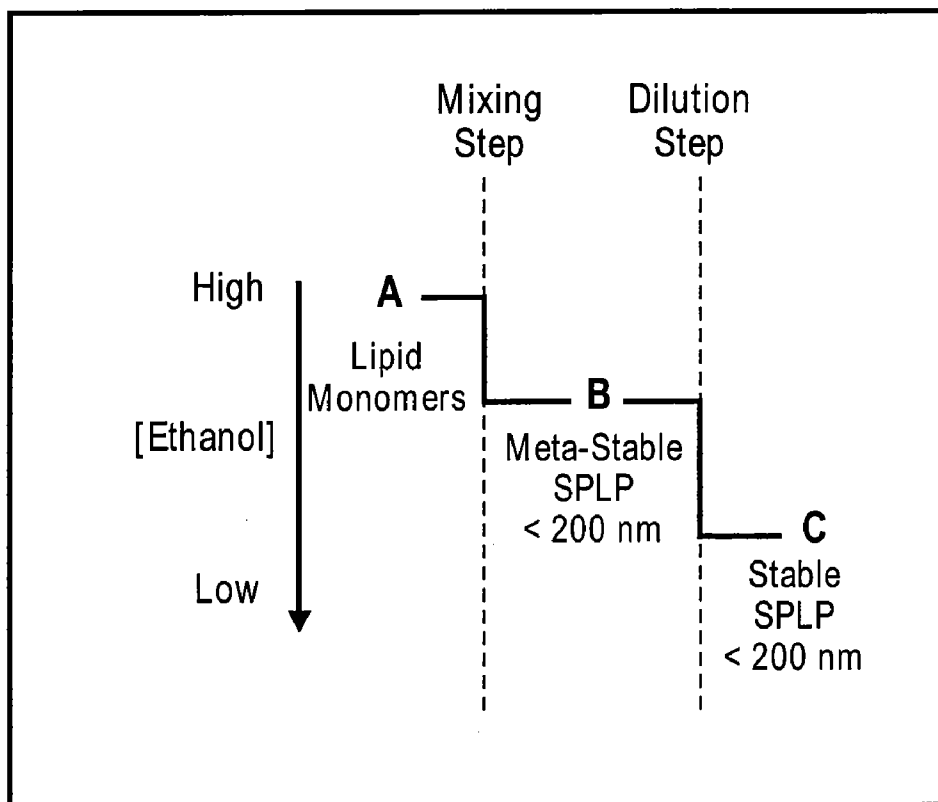 Mixing
Step
Dilution
Step
High
A
Lipid
Monomers
[Ethanol]
B
Meta-Stable
SPLP
< 200 nm
Low
C
Stable
SPLP
< 200 nm